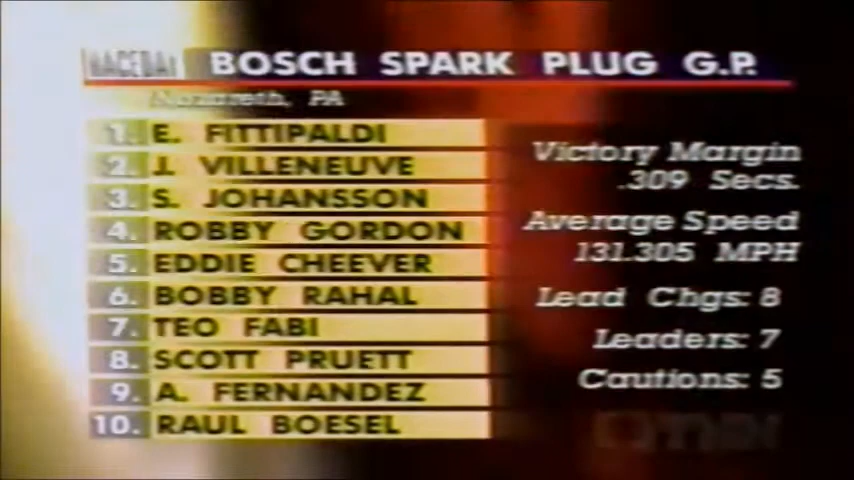 RACEDAY BOSCH SPARK PLUG G.P.
Nazareth, PA
1. E. FITTIPALDI
2. J. VILLENEUVE
3. S. JOHANSSON
4. ROBBY GORDON
5. EDDIE CHEEVER
6. BOBBY RAHAL
7. TEO FABI
8. SCOTT PRUETT
9. A. FERNANDEZ
10. RAUL BOESEL
Victory Margin
.309 Secs.
Average Speed
131.305 MPH
Lead Chgs: 8
Leaders: 7
Cautions: 5